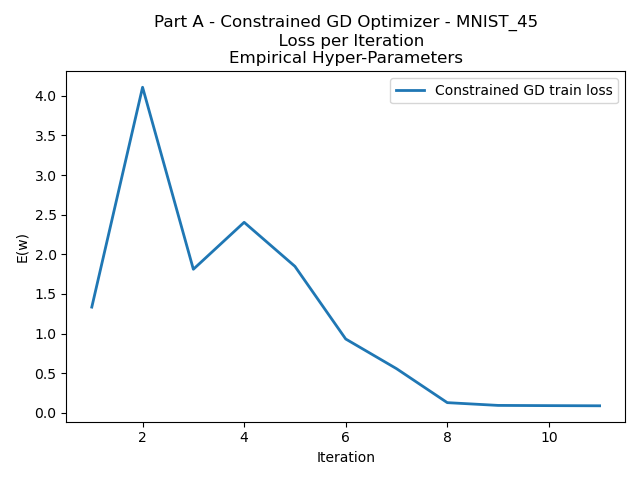 Part A - Constrained GD Optimizer - MNIST_45
Loss per Iteration
Empirical Hyper-Parameters
Constrained GD train loss
4.0
3.5
3.0
2.5
2.0
1.5
1.0
0.5
0.0
E(w)
2 4 6 8 10
Iteration